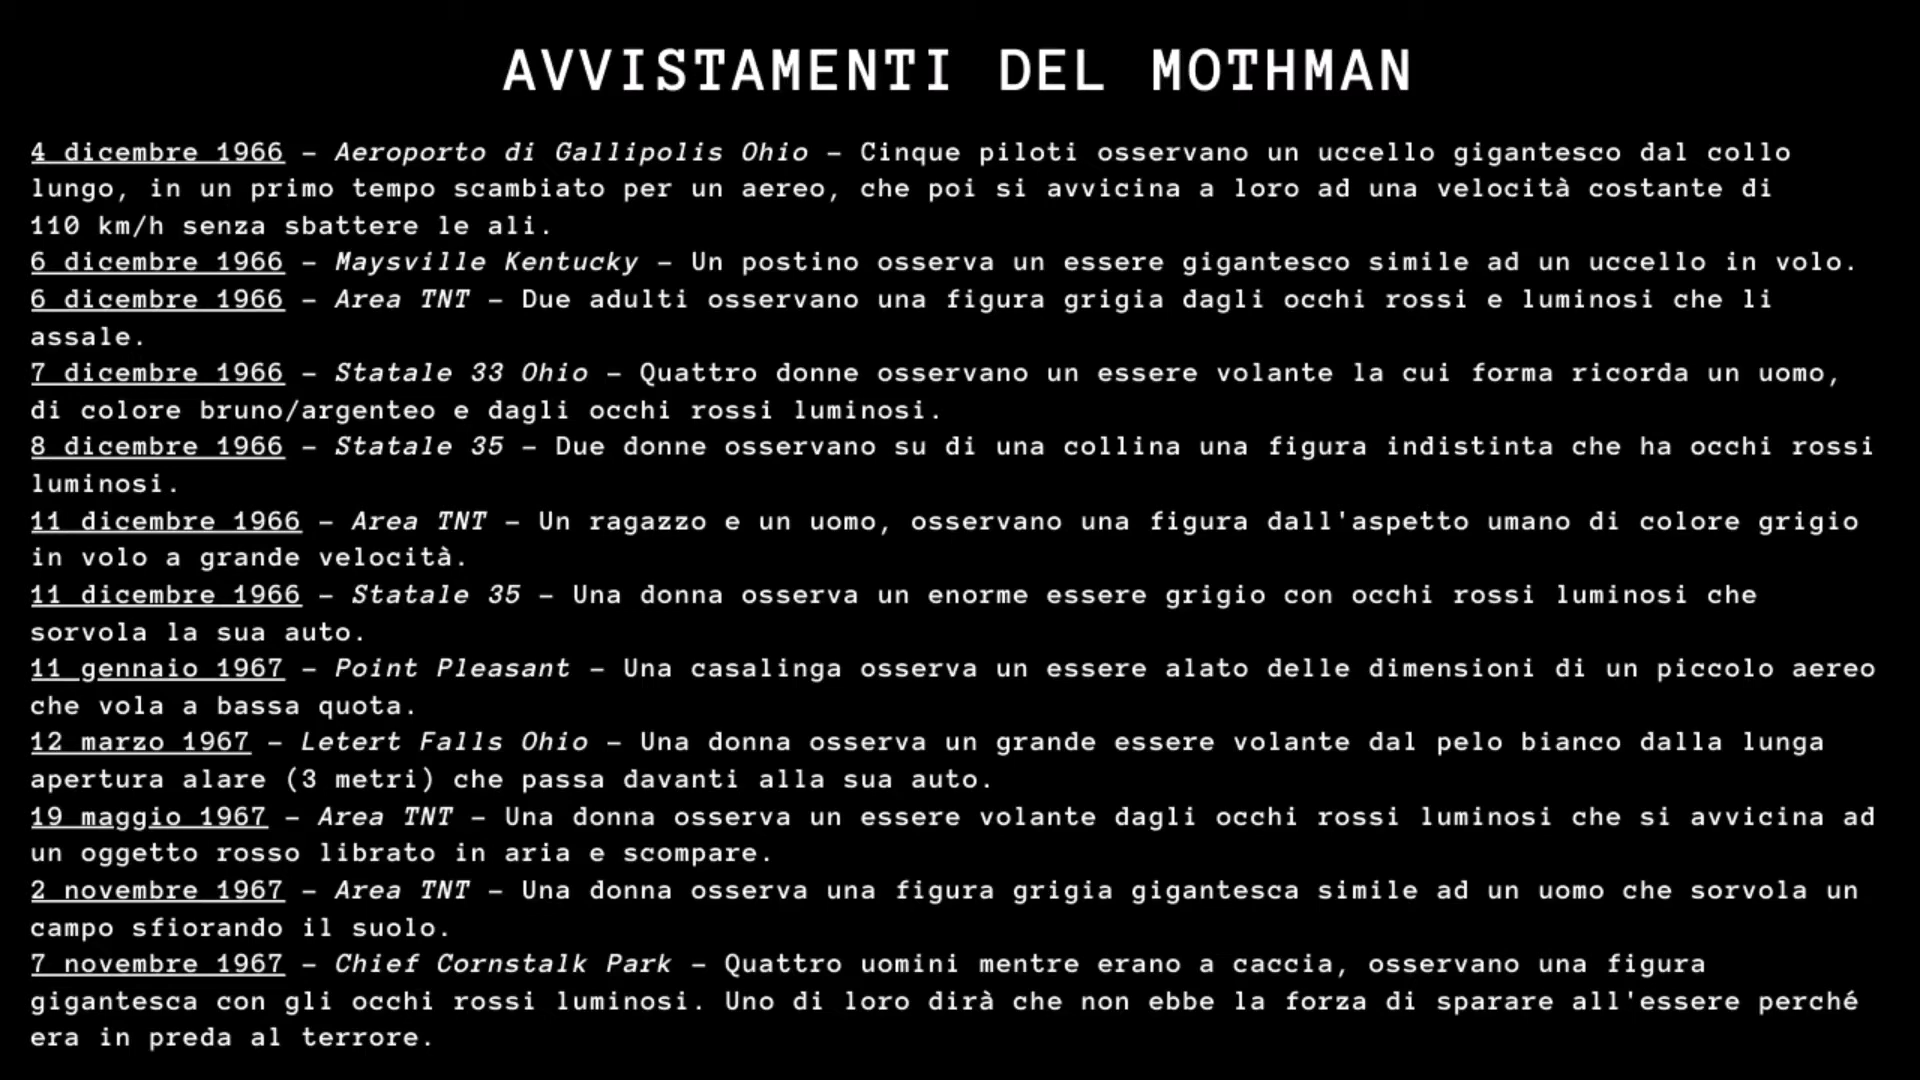 AVVISTAMENTI DEL MOTHMAN
4 dicembre 1966 – Aeroporto di Gallipolis Ohio – Cinque piloti osservano un uccello gigantesco dal collo
lungo, in un primo tempo scambiato per un aereo, che poi si avvicina a loro ad una velocità costante di
110 km/h senza sbattere le ali.
6 dicembre 1966 – Maysville Kentucky – Un postino osserva un essere gigantesco simile ad un uccello in volo.
6 dicembre 1966 – Area TNT – Due adulti osservano una figura grigia dagli occhi rossi e luminosi che li
assale.
7 dicembre 1966 – Statale 33 Ohio – Quattro donne osservano un essere volante la cui forma ricorda un uomo,
di colore bruno/argenteo e dagli occhi rossi luminosi.
8 dicembre 1966 – Statale 35 – Due donne osservano su di una collina una figura indistinta che ha occhi rossi
luminosi.
11 dicembre 1966 – Area TNT – Un ragazzo e un uomo, osservano una figura dall'aspetto umano di colore grigio
in volo a grande velocità.
11 dicembre 1966 – Statale 35 – Una donna osserva un enorme essere grigio con occhi rossi luminosi che
sorvola la sua auto.
11 gennaio 1967 – Point Pleasant – Una casalinga osserva un essere alato delle dimensioni di un piccolo aereo
che vola a bassa quota.
12 marzo 1967 – Letert Falls Ohio – Una donna osserva un grande essere volante dal pelo bianco dalla lunga
apertura alare (3 metri) che passa davanti alla sua auto.
19 maggio 1967 – Area TNT – Una donna osserva un essere volante dagli occhi rossi luminosi che si avvicina ad
un oggetto rosso librato in aria e scompare.
2 novembre 1967 – Area TNT – Una donna osserva una figura grigia gigantesca simile ad un uomo che sorvola un
campo sfiorando il suolo.
7 novembre 1967 – Chief Cornstalk Park – Quattro uomini mentre erano a caccia, osservano una figura
gigantesca con gli occhi rossi luminosi. Uno di loro dirà che non ebbe la forza di sparare all'essere perché
era in preda al terrore.